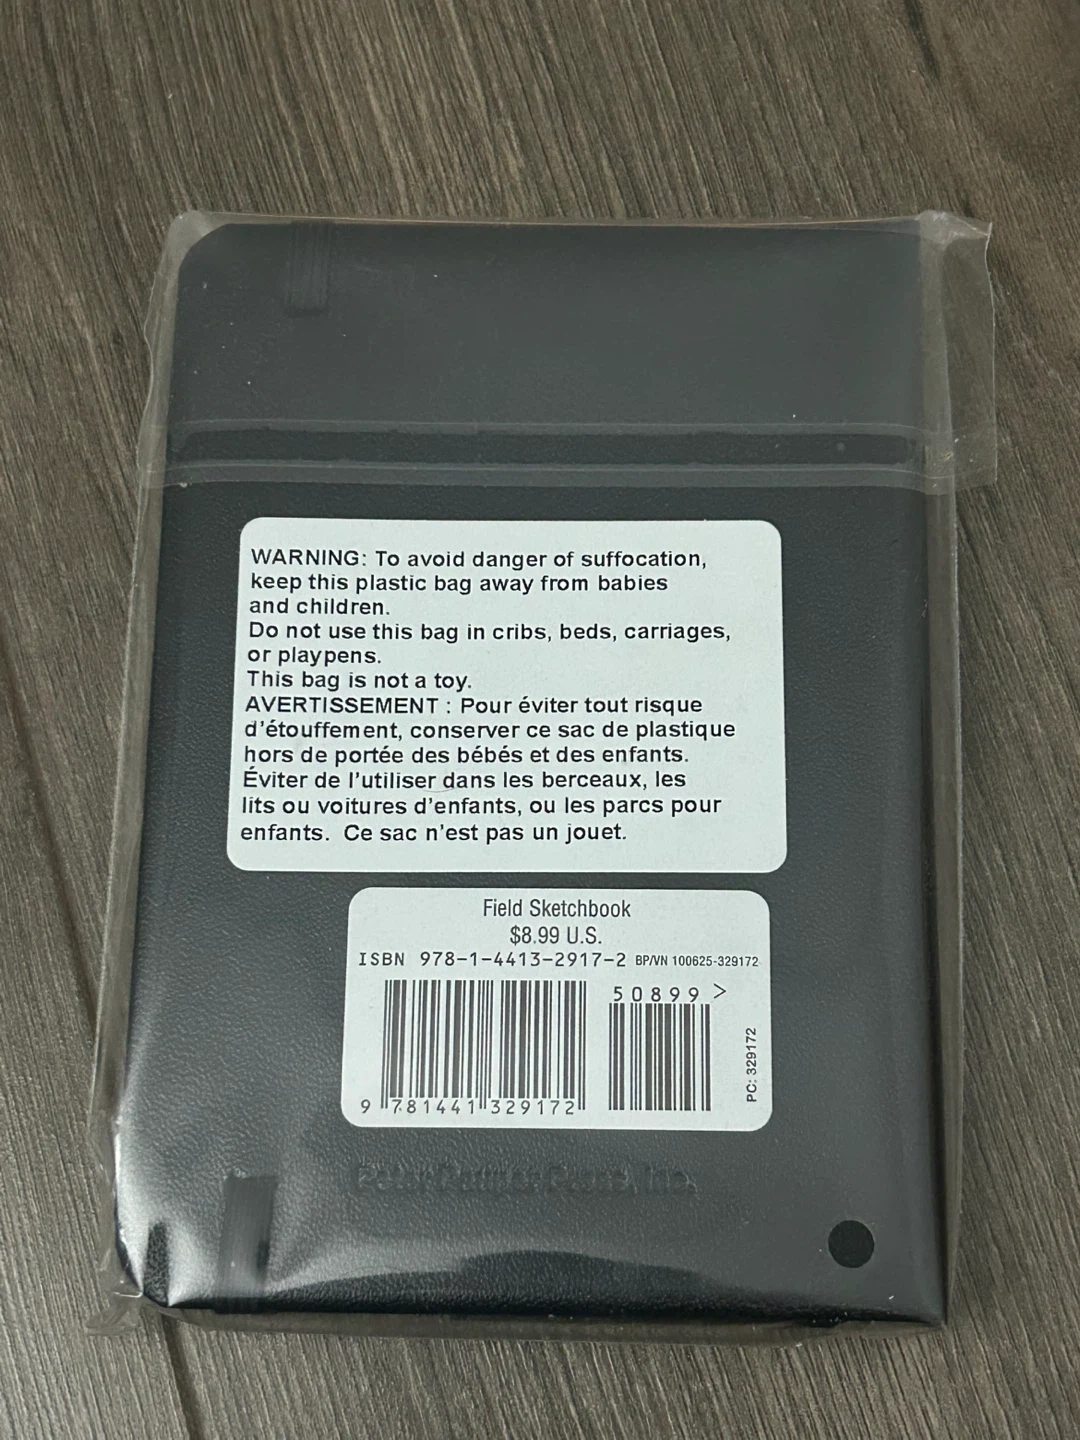 WARNING: To avoid danger of suffocation,
keep this plastic bag away from babies
and children.
Do not use this bag in cribs, beds, carriages,
or playpens.
This bag is not a toy.
AVERTISSEMENT : Pour éviter tout risque
d'étouffement, conserver ce sac de plastique
hors de portée des bébés et des enfants.
Éviter de l'utiliser dans les berceaux, les
lits ou voitures d'enfants, ou les parcs pour
enfants. Ce sac n'est pas un jouet.
Field Sketchbook
$8.99 U.S.
ISBN 978-1-4413-2917-2 BP/VN 100625-329172
50899 >
9 781441 329172
PC: 329172
Peter Pauper Press, Inc.